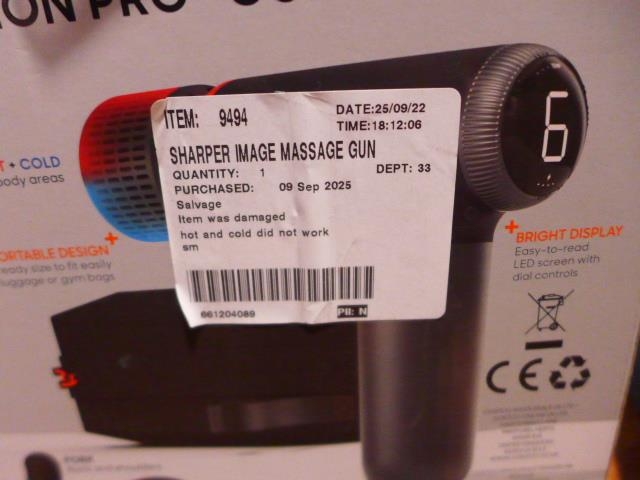 ON PRO
ITEM: 9494
DATE:25/09/22
TIME:18:12:06
SHARPER IMAGE MASSAGE GUN
QUANTITY: 1
DEPT: 33
PURCHASED: 09 Sep 2025
Salvage
Item was damaged
hot and cold did not work
sm
661204089
PII: N
6
+ COLD
body areas
ORTABLE DESIGN+
ready size to fit easily
luggage or gym bags
+BRIGHT DISPLAY
Easy-to-read
LED screen with
dial controls
CE
FORK